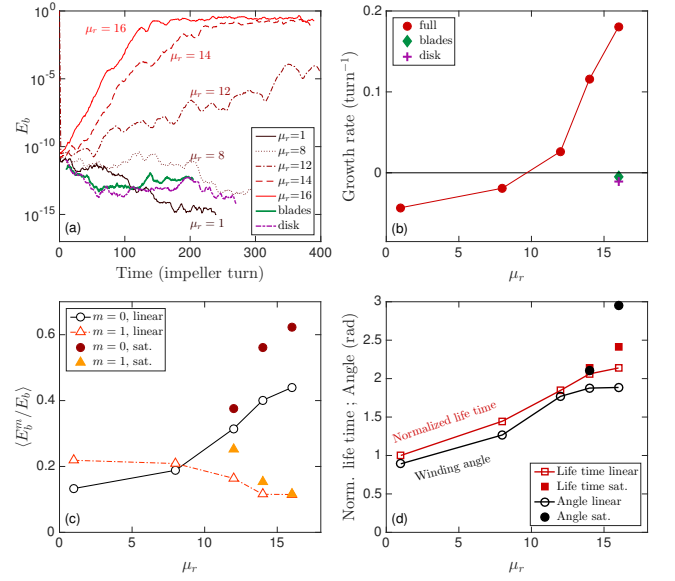 10^0
10^-5
10^-10
10^-15
E_b
μ_r = 16
μ_r = 14
μ_r = 12
μ_r = 8
μ_r = 1
μ_r=1
μ_r=8
μ_r=12
μ_r=14
μ_r=16
blades
disk
(a)
0 100 200 300 400
Time (impeller turn)
0.2
0.1
0
-0.1
Growth rate (turn^-1)
full
blades
disk
(b)
0 5 10 15
μ_r
0.6
0.4
0.2
0
⟨E_b^m/E_b⟩
m = 0, linear
m = 1, linear
m = 0, sat.
m = 1, sat.
(c)
0 5 10 15
μ_r
3
2.5
2
1.5
1
0.5
0
Norm. life time ; Angle (rad)
Normalized life time
Winding angle
Life time linear
Life time sat.
Angle linear
Angle sat.
(d)
0 5 10 15
μ_r